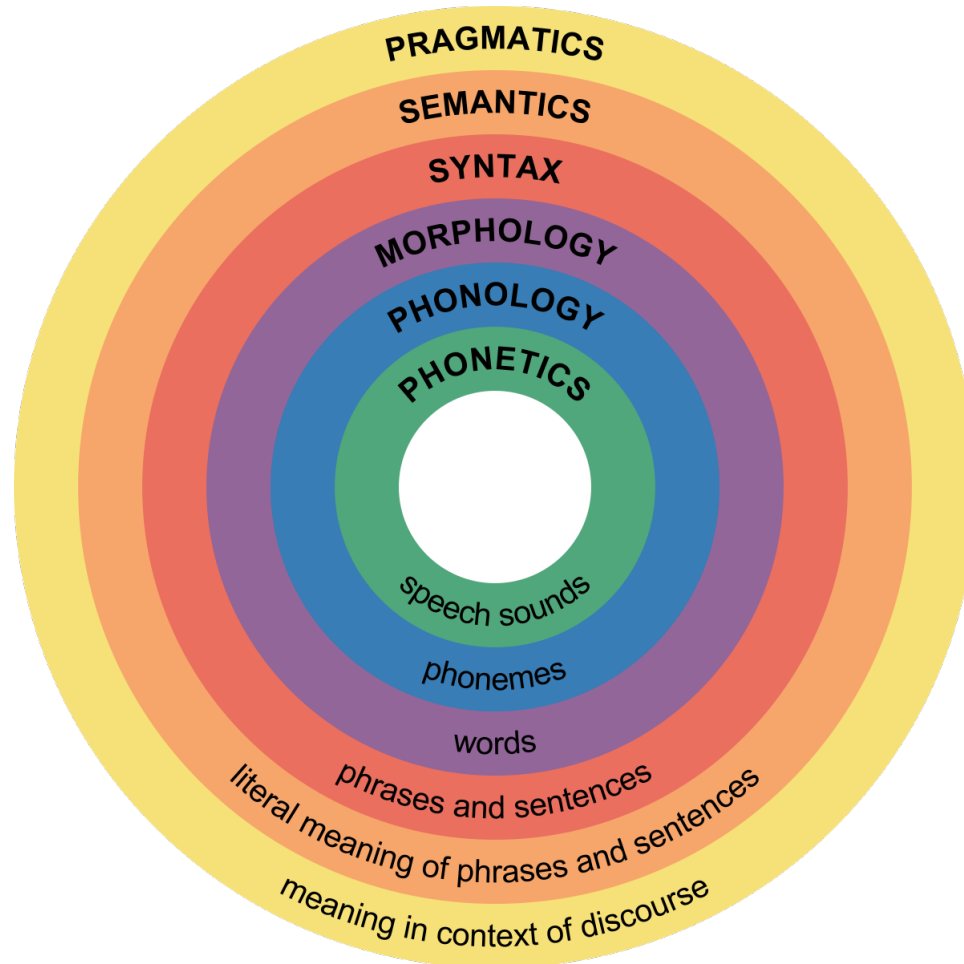 PRAGMATICS
SEMANTICS
SYNTAX
MORPHOLOGY
PHONOLOGY
PHONETICS
speech sounds
phonemes
words
phrases and sentences
literal meaning of phrases and sentences
meaning in context of discourse